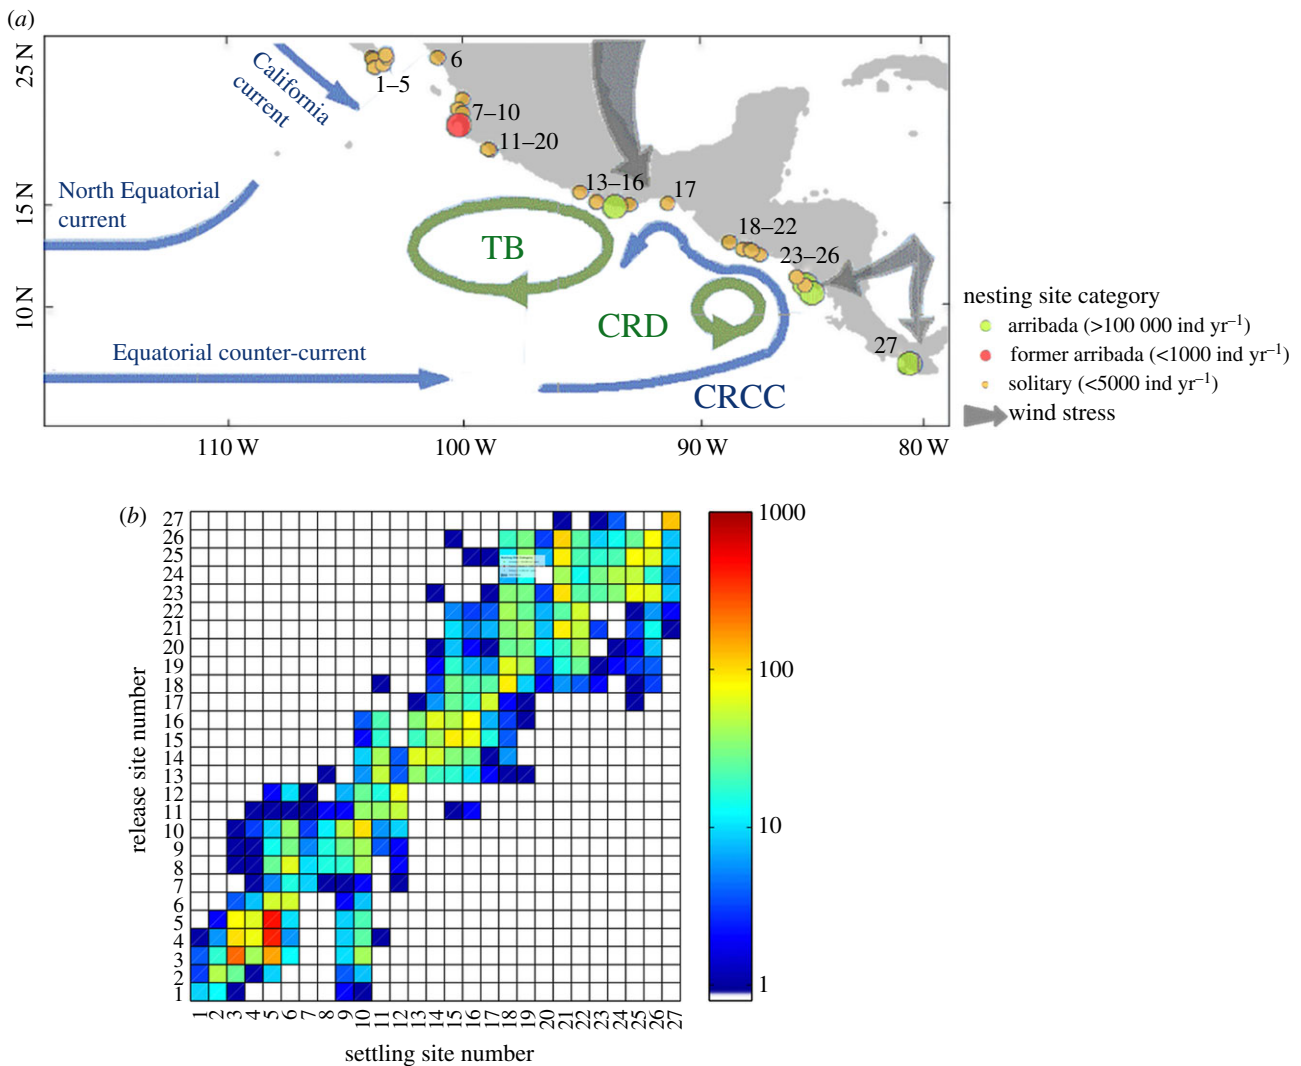 (a)
25 N
15 N
10 N
California
current
North Equatorial
current
Equatorial counter-current
1–5
6
7–10
11–20
13–16
17
18–22
23–26
27
TB
CRD
CRCC
110 W
100 W
90 W
80 W
nesting site category
arribada (>100 000 ind yr–1)
former arribada (<1000 ind yr–1)
solitary (<5000 ind yr–1)
wind stress
(b)
release site number
27
26
25
24
23
22
21
20
19
18
17
16
15
14
13
12
11
10
9
8
7
6
5
4
3
2
1
1 2 3 4 5 6 7 8 9 10 11 12 13 14 15 16 17 18 19 20 21 22 23 24 25 26 27
settling site number
1000
100
10
1